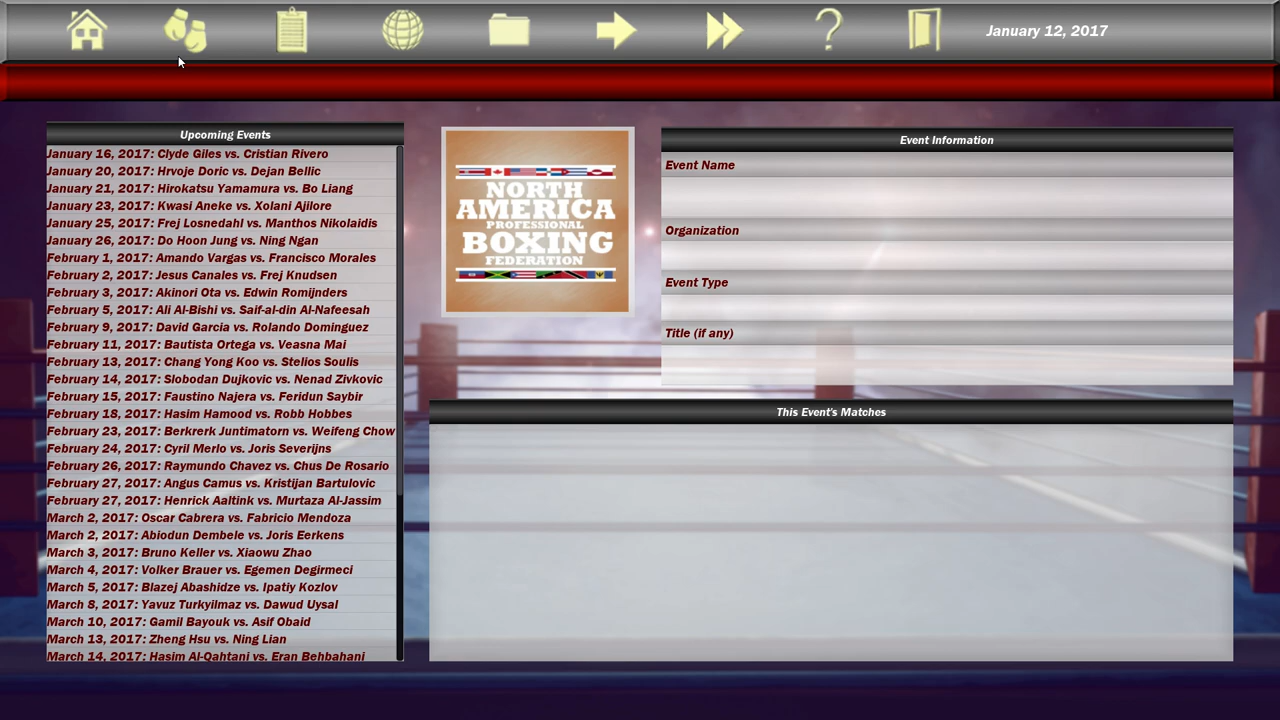 January 12, 2017
Upcoming Events
January 16, 2017: Clyde Giles vs. Cristian Rivero
January 20, 2017: Hrvoje Doric vs. Dejan Bellic
January 21, 2017: Hirokatsu Yamamura vs. Bo Liang
January 23, 2017: Kwasi Aneke vs. Xolani Ajilore
January 25, 2017: Frej Losnedahl vs. Manthos Nikolaidis
January 26, 2017: Do Hoon Jung vs. Ning Ngan
February 1, 2017: Amando Vargas vs. Francisco Morales
February 2, 2017: Jesus Canales vs. Frej Knudsen
February 3, 2017: Akinori Ota vs. Edwin Romijnders
February 5, 2017: Ali Al-Bishi vs. Saif-al-din Al-Nafeesah
February 9, 2017: David Garcia vs. Rolando Dominguez
February 11, 2017: Bautista Ortega vs. Veasna Mai
February 13, 2017: Chang Yong Koo vs. Stelios Soulis
February 14, 2017: Slobodan Dujkovic vs. Nenad Zivkovic
February 15, 2017: Faustino Najera vs. Feridun Saybir
February 18, 2017: Hasim Hamood vs. Robb Hobbes
February 23, 2017: Berkrerk Juntimatorn vs. Weifeng Chow
February 24, 2017: Cyril Merlo vs. Joris Severijns
February 26, 2017: Raymundo Chavez vs. Chus De Rosario
February 27, 2017: Angus Camus vs. Kristijan Bartulovic
February 27, 2017: Henrick Aaltink vs. Murtaza Al-Jassim
March 2, 2017: Oscar Cabrera vs. Fabricio Mendoza
March 2, 2017: Abiodun Dembele vs. Joris Eerkens
March 3, 2017: Bruno Keller vs. Xiaowu Zhao
March 4, 2017: Volker Brauer vs. Egemen Degirmeci
March 5, 2017: Blazej Abashidze vs. Ipatiy Kozlov
March 8, 2017: Yavuz Turkyilmaz vs. Dawud Uysal
March 10, 2017: Gamil Bayouk vs. Asif Obaid
March 13, 2017: Zheng Hsu vs. Ning Lian
March 14, 2017: Hasim Al-Qahtani vs. Eran Behbahani
NORTH
AMERICA
PROFESSIONAL
BOXING
FEDERATION
Event Information
Event Name
Organization
Event Type
Title (if any)
This Event's Matches